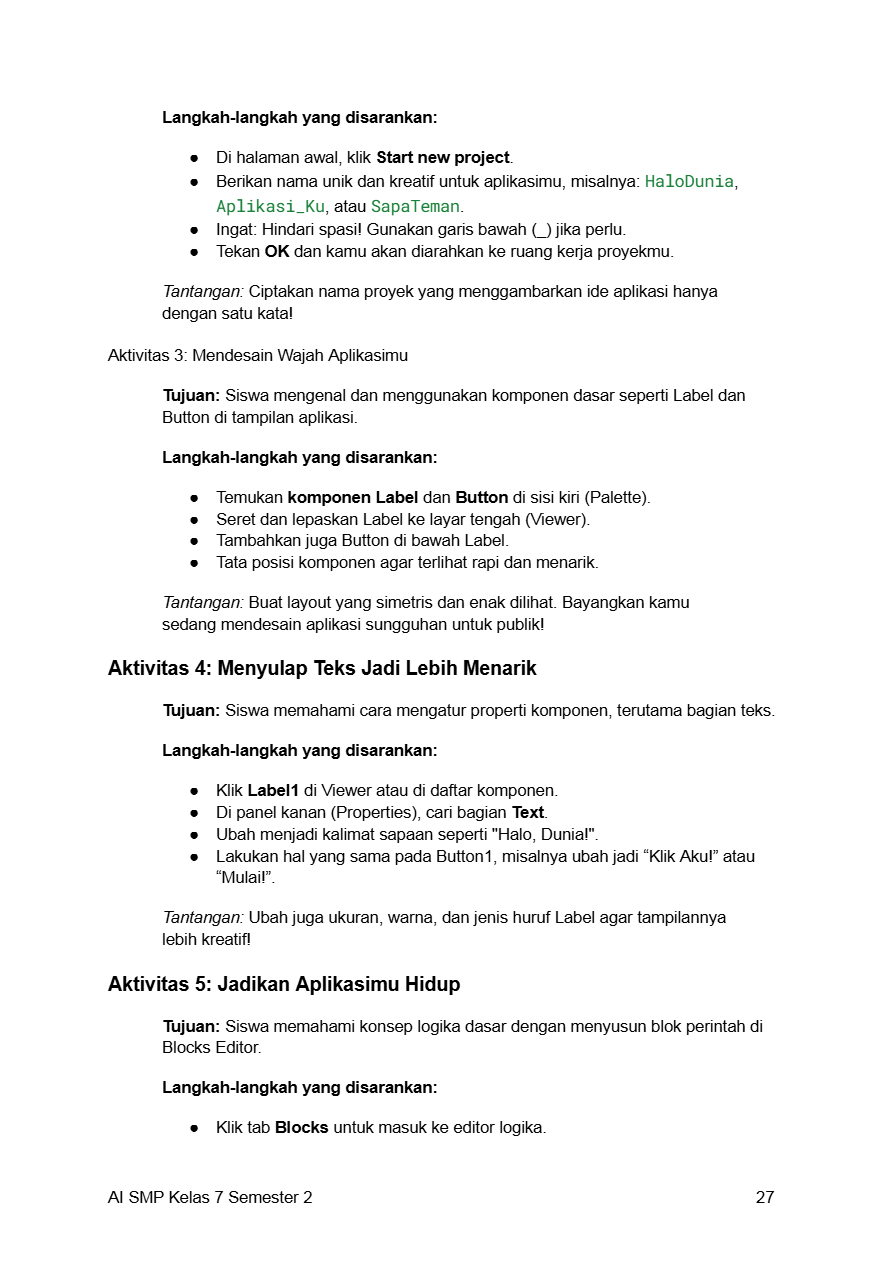 Langkah-langkah yang disarankan:
● Di halaman awal, klik Start new project.
● Berikan nama unik dan kreatif untuk aplikasimu, misalnya: HaloDunia,
Aplikasi_Ku, atau SapaTeman.
● Ingat: Hindari spasi! Gunakan garis bawah (_) jika perlu.
● Tekan OK dan kamu akan diarahkan ke ruang kerja proyekmu.
Tantangan: Ciptakan nama proyek yang menggambarkan ide aplikasi hanya
dengan satu kata!
Aktivitas 3: Mendesain Wajah Aplikasimu
Tujuan: Siswa mengenal dan menggunakan komponen dasar seperti Label dan
Button di tampilan aplikasi.
Langkah-langkah yang disarankan:
● Temukan komponen Label dan Button di sisi kiri (Palette).
● Seret dan lepaskan Label ke layar tengah (Viewer).
● Tambahkan juga Button di bawah Label.
● Tata posisi komponen agar terlihat rapi dan menarik.
Tantangan: Buat layout yang simetris dan enak dilihat. Bayangkan kamu
sedang mendesain aplikasi sungguhan untuk publik!
Aktivitas 4: Menyulap Teks Jadi Lebih Menarik
Tujuan: Siswa memahami cara mengatur properti komponen, terutama bagian teks.
Langkah-langkah yang disarankan:
● Klik Label1 di Viewer atau di daftar komponen.
● Di panel kanan (Properties), cari bagian Text.
● Ubah menjadi kalimat sapaan seperti "Halo, Dunia!".
● Lakukan hal yang sama pada Button1, misalnya ubah jadi “Klik Aku!” atau
“Mulai!”.
Tantangan: Ubah juga ukuran, warna, dan jenis huruf Label agar tampilannya
lebih kreatif!
Aktivitas 5: Jadikan Aplikasimu Hidup
Tujuan: Siswa memahami konsep logika dasar dengan menyusun blok perintah di
Blocks Editor.
Langkah-langkah yang disarankan:
● Klik tab Blocks untuk masuk ke editor logika.
AI SMP Kelas 7 Semester 2 27